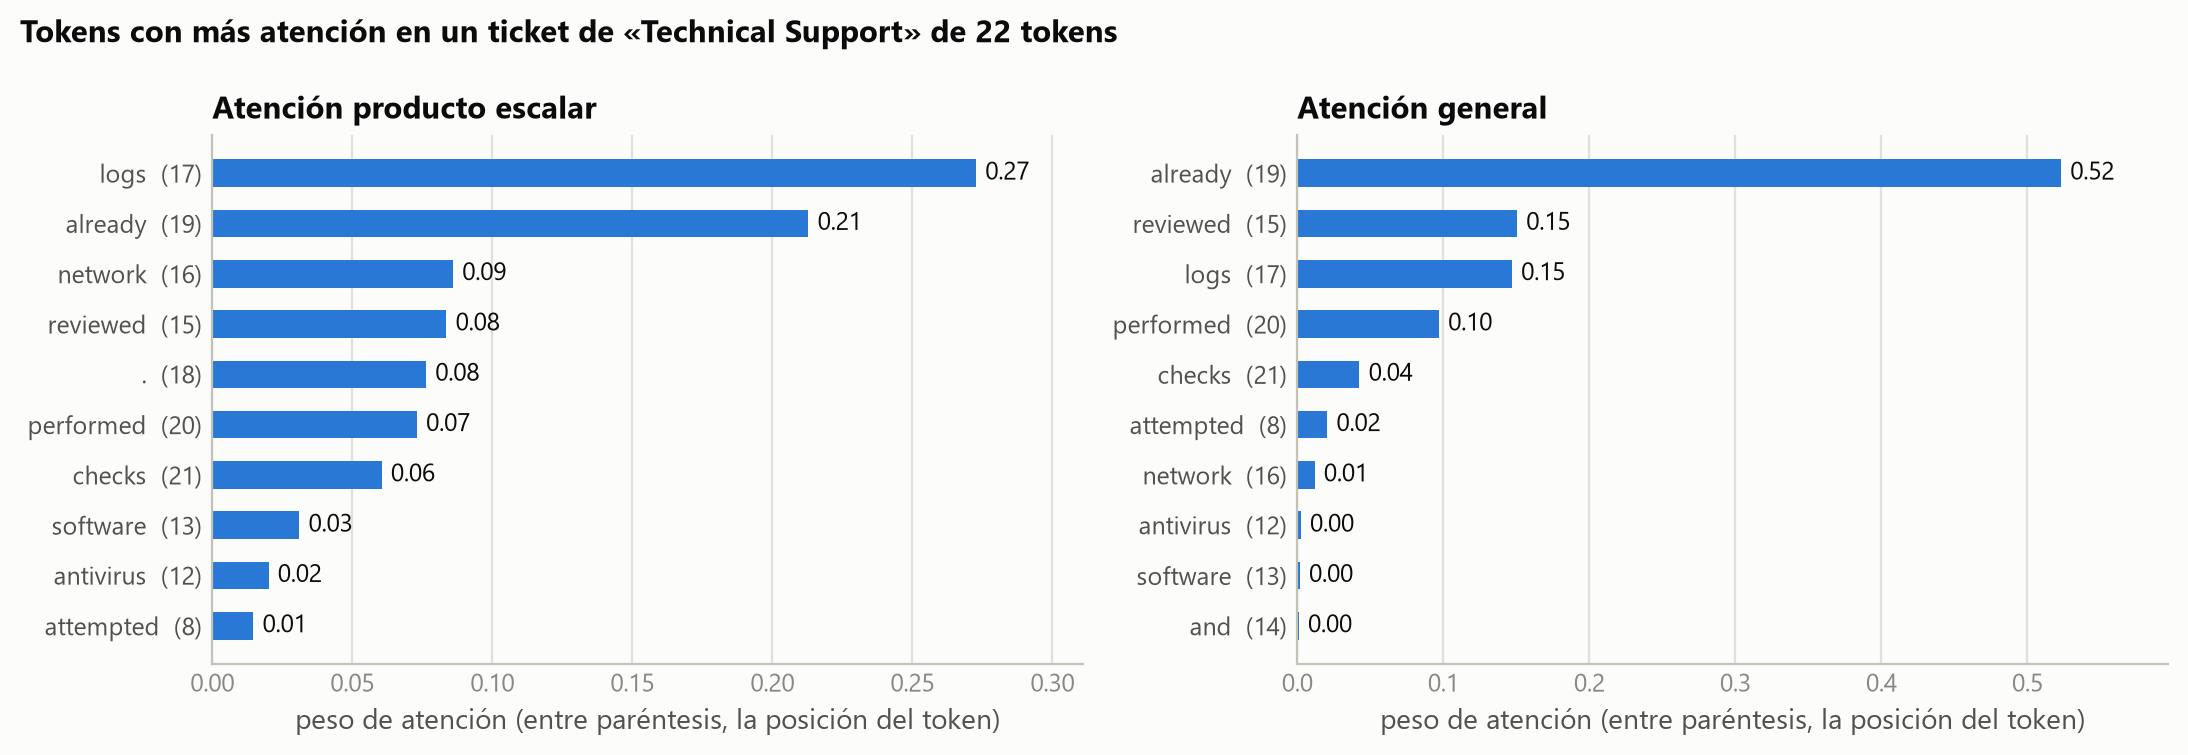 Tokens con más atención en un ticket de «Technical Support» de 22 tokens
Atención producto escalar
logs (17) 0.27
already (19) 0.21
network (16) 0.09
reviewed (15) 0.08
. (18) 0.08
performed (20) 0.07
checks (21) 0.06
software (13) 0.03
antivirus (12) 0.02
attempted (8) 0.01
0.00 0.05 0.10 0.15 0.20 0.25 0.30
peso de atención (entre paréntesis, la posición del token)
Atención general
already (19) 0.52
reviewed (15) 0.15
logs (17) 0.15
performed (20) 0.10
checks (21) 0.04
attempted (8) 0.02
network (16) 0.01
antivirus (12) 0.00
software (13) 0.00
and (14) 0.00
0.0 0.1 0.2 0.3 0.4 0.5
peso de atención (entre paréntesis, la posición del token)